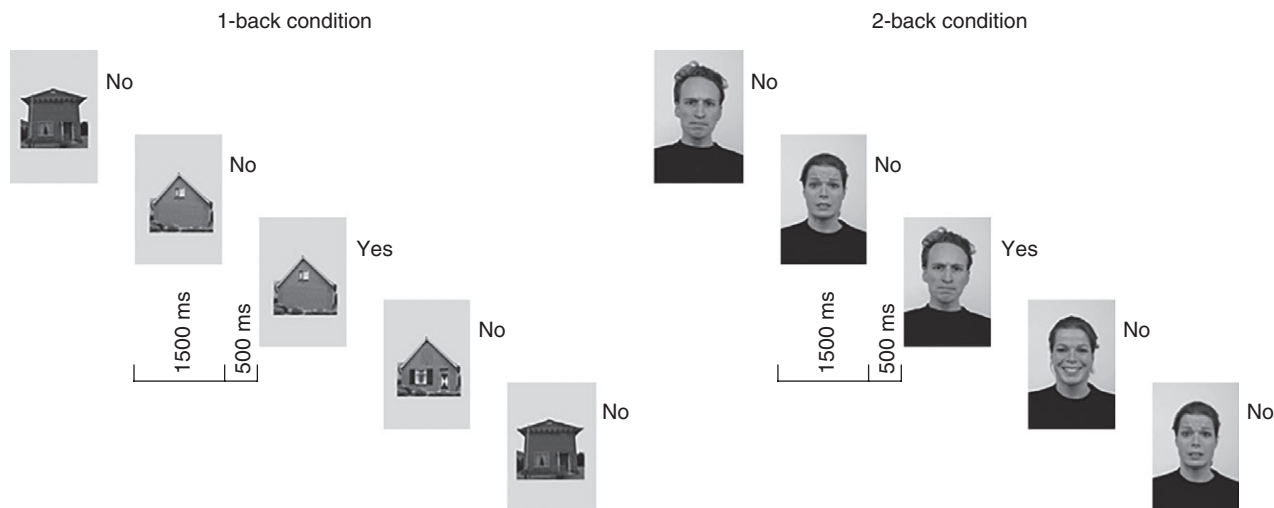 1-back condition
No
No
Yes
No
No
1500 ms
500 ms
2-back condition
No
No
Yes
No
No
1500 ms
500 ms